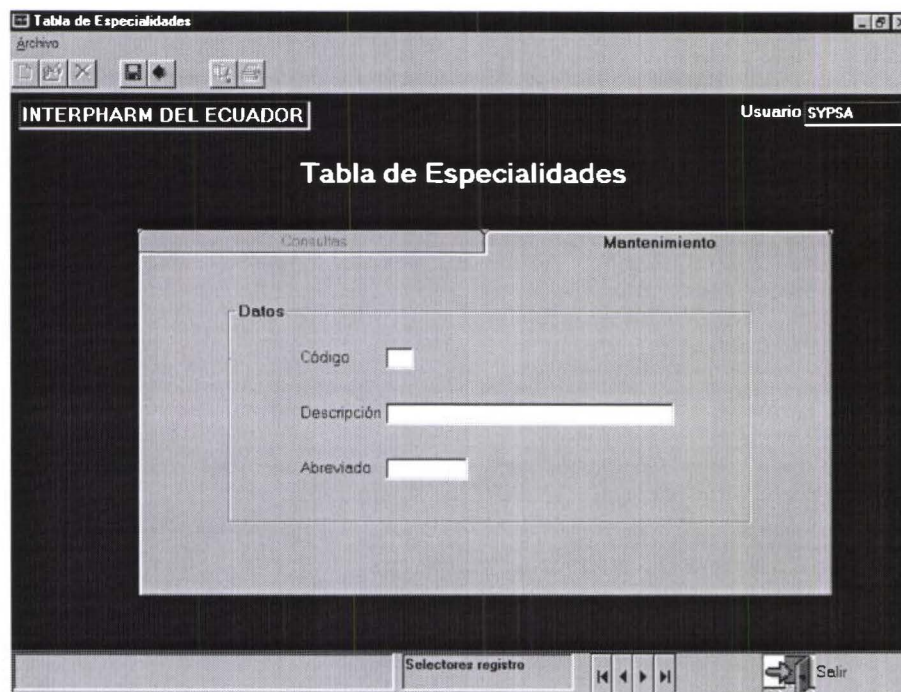 Tabla de Especialidades
Archivo
INTERPHARM DEL ECUADOR
Usuario SYPSA
Tabla de Especialidades
Consultas
Mantenimiento
Datos
Código
Descripción
Abreviado
Selectores registro
Salir